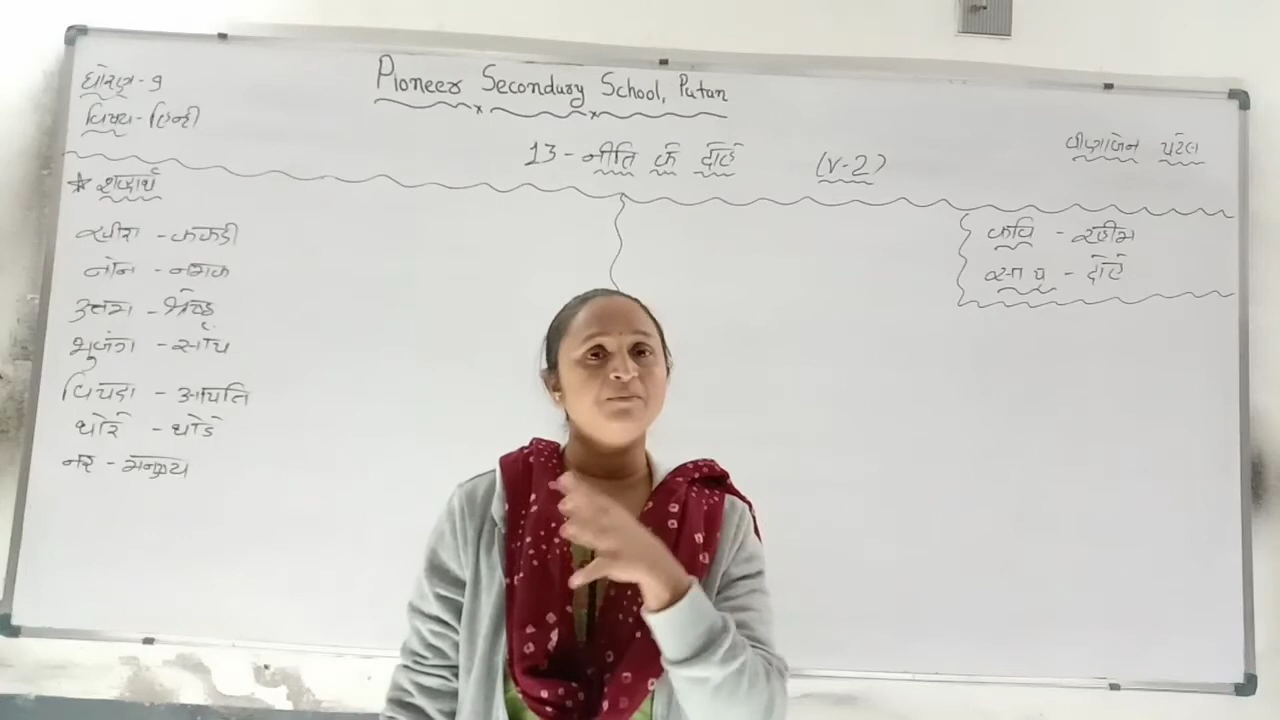 Pioneer Secondary School, Patan
धोरण - 9
विषय - हिन्दी
13 - नीति के दोहे (V-2)
वीणाबेन पटेल
★ शब्दार्थ
खीरा - ककडी
नोन - नमक
उत्तम - श्रेष्ठ
भुजंग - साँप
विपदा - आपति
थोरे - थोडे
नर - मनुष्य
कवि - रहीम
काव्य - दोहे